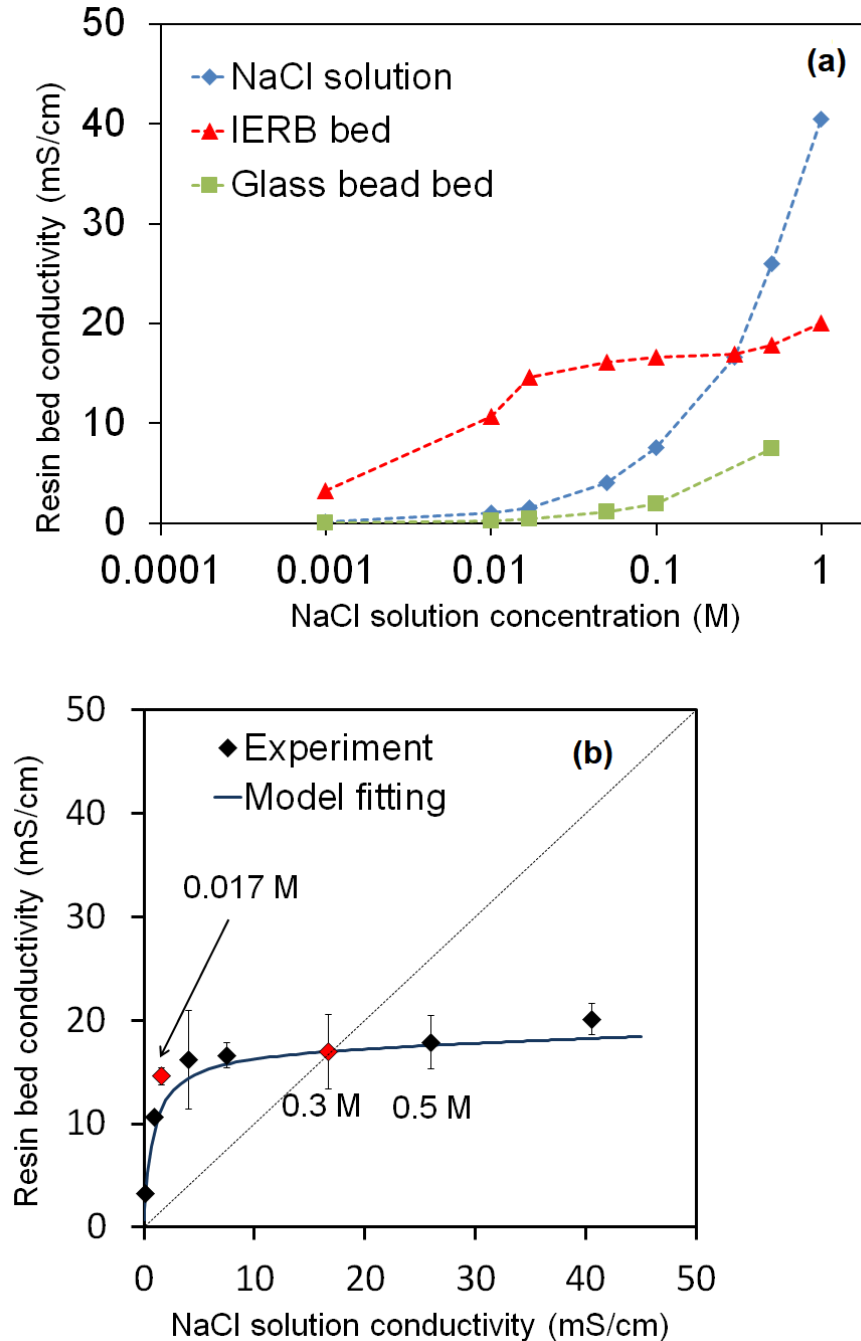 50
(a)
NaCl solution
40
IERB bed
Glass bead bed
30
20
10
0
0.0001 0.001 0.01 0.1 1
Resin bed conductivity (mS/cm)
NaCl solution concentration (M)
50
Experiment
(b)
Model fitting
40
0.017 M
30
20
0.3 M
0.5 M
10
0
0 10 20 30 40 50
Resin bed conductivity (mS/cm)
NaCl solution conductivity (mS/cm)